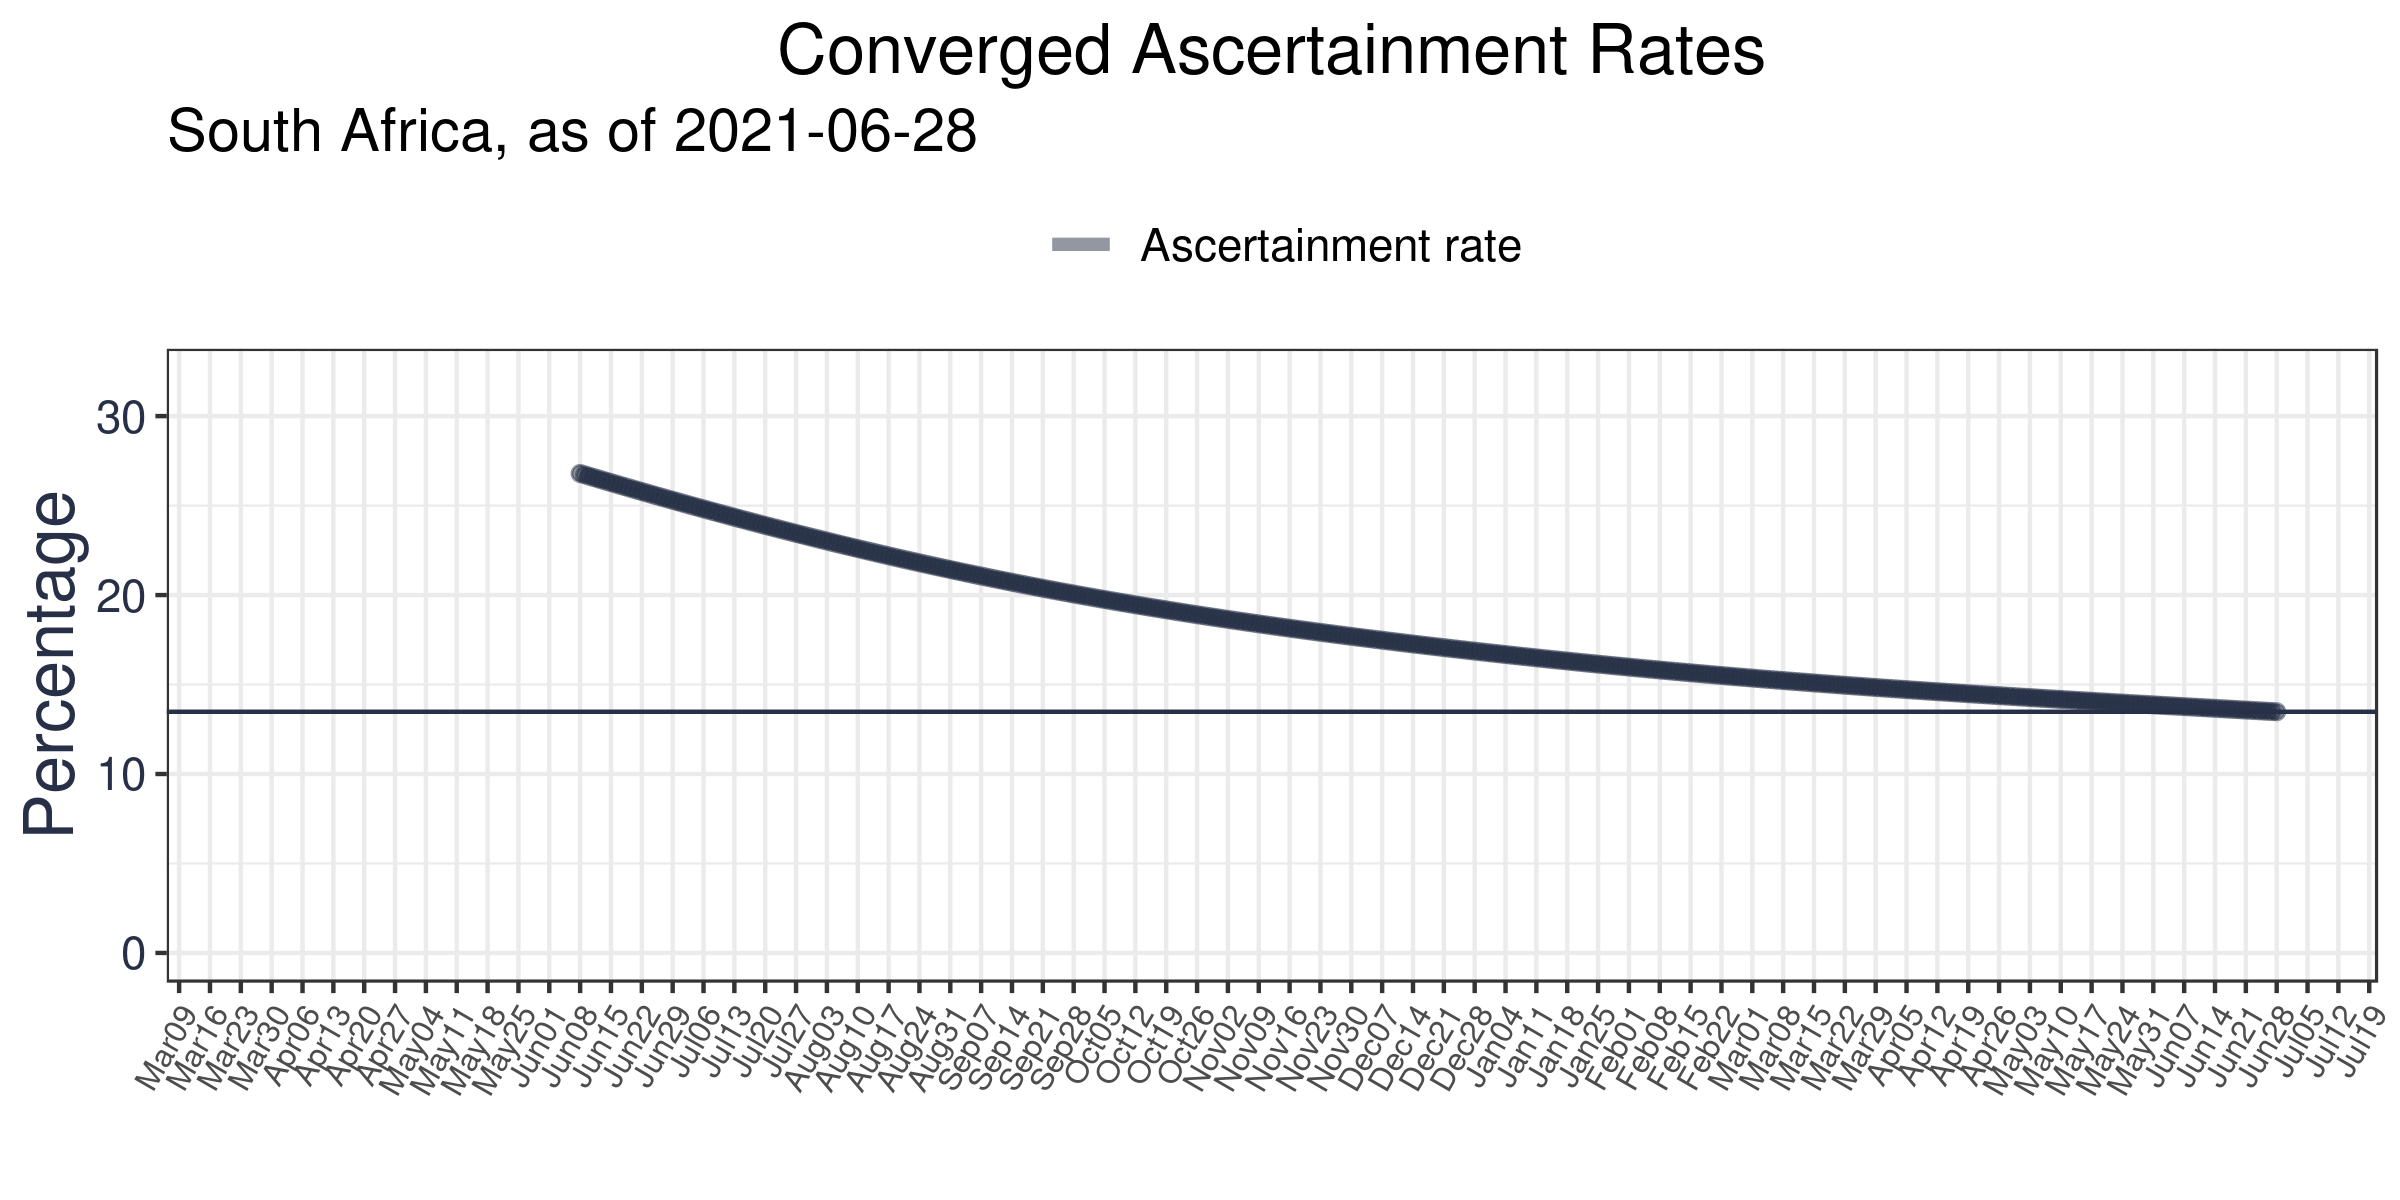 Converged Ascertainment Rates
South Africa, as of 2021-06-28
Ascertainment rate
Percentage
30
20
10
0
Mar09 Mar16 Mar23 Mar30 Apr06 Apr13 Apr20 Apr27 May04 May11 May18 May25 Jun01 Jun08 Jun15 Jun22 Jun29 Jul06 Jul13 Jul20 Jul27 Aug03 Aug10 Aug17 Aug24 Aug31 Sep07 Sep14 Sep21 Sep28 Oct05 Oct12 Oct19 Oct26 Nov02 Nov09 Nov16 Nov23 Nov30 Dec07 Dec14 Dec21 Dec28 Jan04 Jan11 Jan18 Jan25 Feb01 Feb08 Feb15 Feb22 Mar01 Mar08 Mar15 Mar22 Mar29 Apr05 Apr12 Apr19 Apr26 May03 May10 May17 May24 May31 Jun07 Jun14 Jun21 Jun28 Jul05 Jul12 Jul19